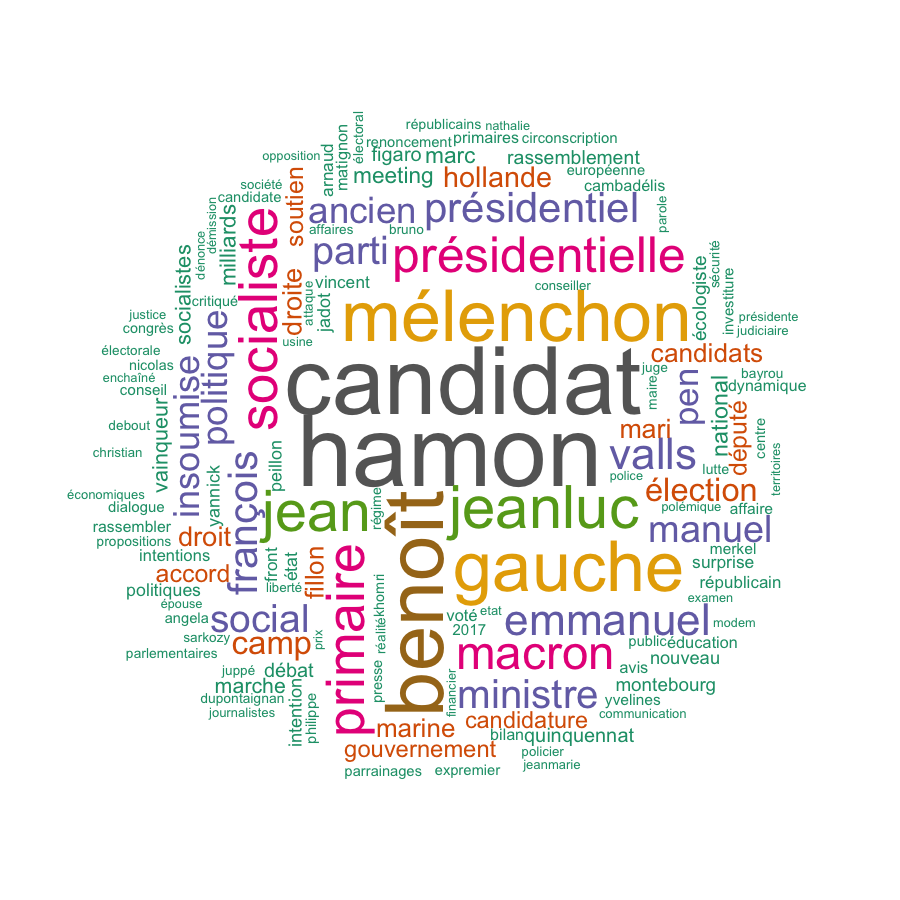 républicains
nathalie
électoral
renoncement
primaires
circonscription
matignon
opposition
figaro
marc
rassemblement
arnaud
meeting
hollande
européenne
cambadélis
société
candidate
soutien
ancien
présidentiel
parole
démission
milliards
affaires
bruno
dénonce
socialistes
socialiste
parti
présidentielle
sécurité
écologiste
investiture
droite
vincent
conseiller
critiqué
attaque
jadot
mélenchon
justice
congrès
politique
usine
présidente
judiciaire
électorale
nicolas
enchaîné
conseil
insoumise
candidat
candidats
juge
maire
pen
national
bayrou
dynamique
debout
vainqueur
hamon
mari
député
centre
christian
yannick
françois
peillon
valls
lutte
police
territoires
économiques
dialogue
régime
jean
jeanluc
élection
polémique
affaire
rassembler
propositions
droit
benoît
manuel
intentions
front
état
fillon
merkel
surprise
accord
liberté
gauche
républicain
politiques
épouse
angela
primaire
khomri
réalité
examen
social
voté
etat
2017
emmanuel
modem
sarkozy
camp
prix
public
éducation
parlementaires
macron
avis
nouveau
juppé
débat
presse
marche
financier
ministre
montebourg
dupontaignan
intention
philippe
yvelines
journalistes
marine
candidature
communication
bilan
quinquennat
gouvernement
policier
parrainages
expremier
jeanmarie